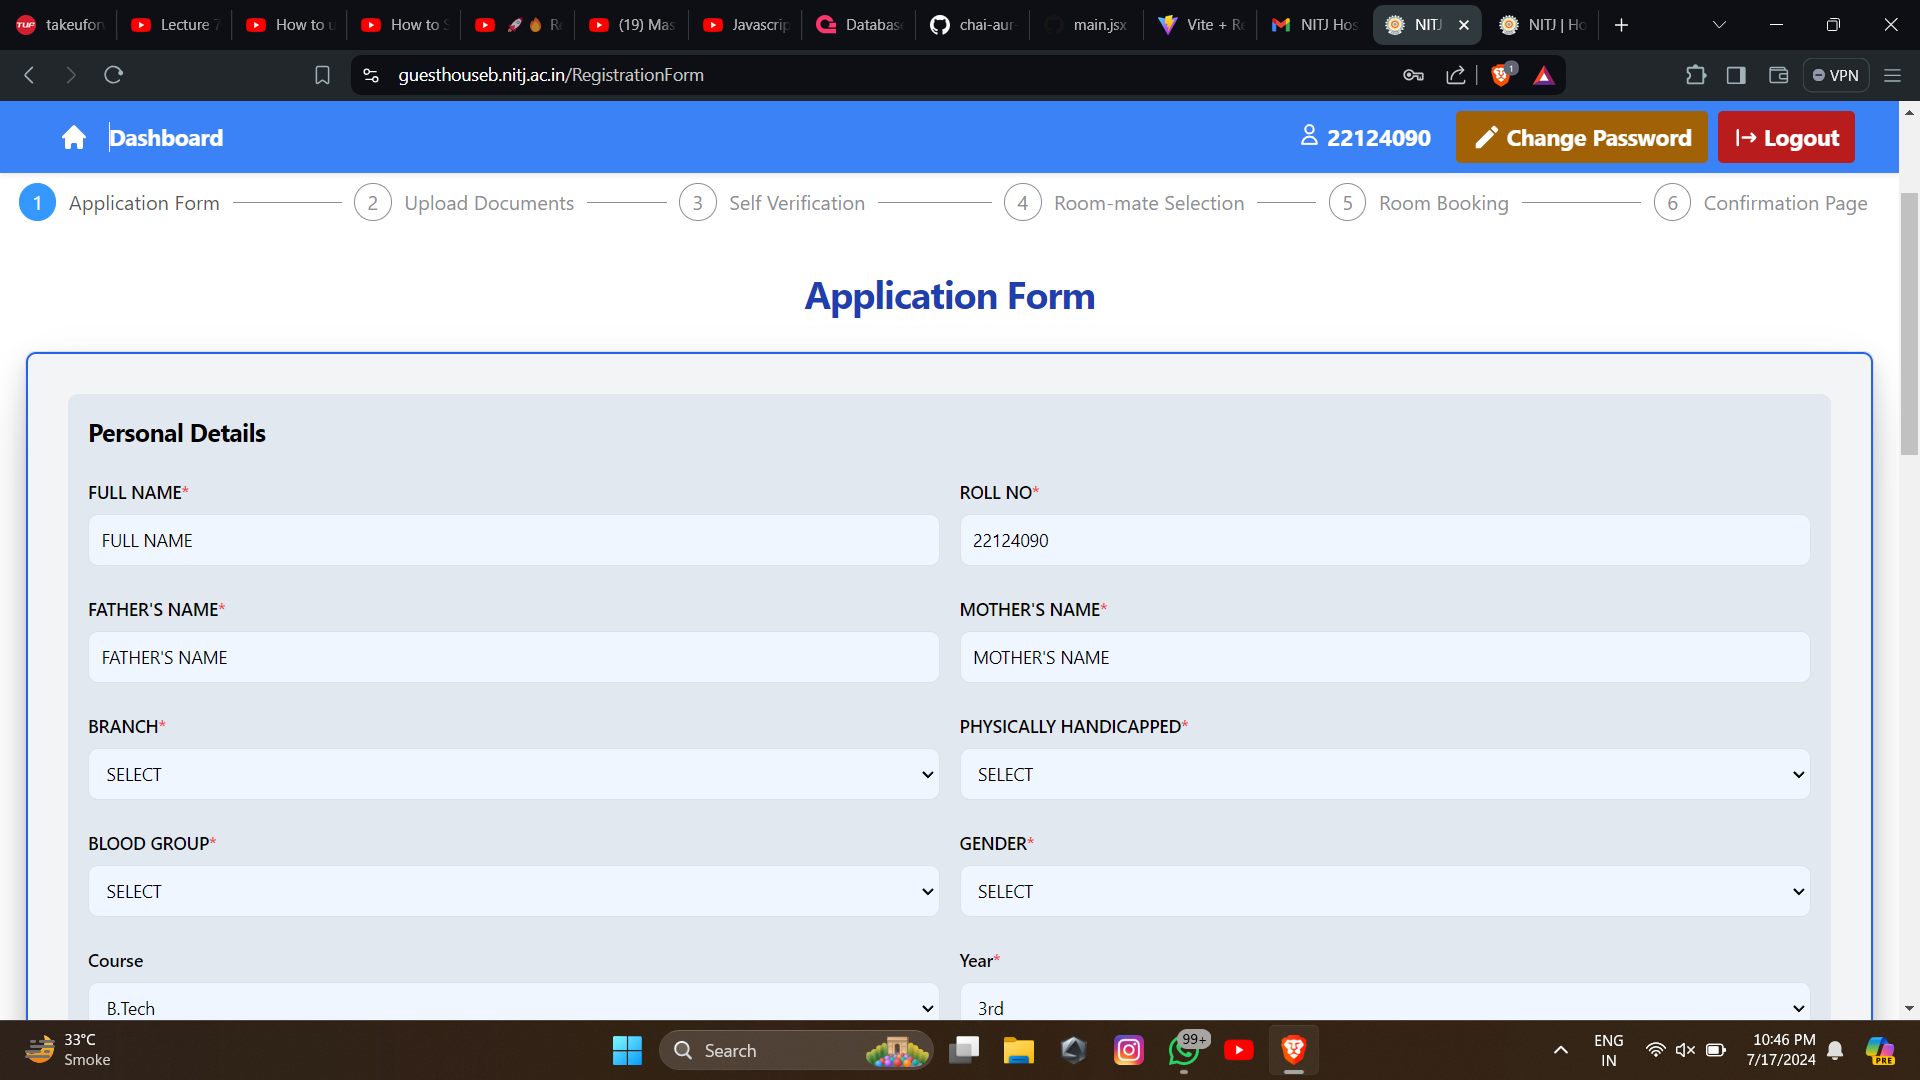 takeufor
Lecture 7
How to u
How to S
Re
(19) Mas
Javascrip
Database
chai-aur
main.jsx
Vite + Re
NITJ Hos
NITJ
NITJ | Ho
guesthouseb.nitj.ac.in/RegistrationForm
1
VPN
Dashboard
22124090
Change Password
Logout
1 Application Form
2 Upload Documents
3 Self Verification
4 Room-mate Selection
5 Room Booking
6 Confirmation Page
Application Form
Personal Details
FULL NAME*
ROLL NO*
FULL NAME
22124090
FATHER'S NAME*
MOTHER'S NAME*
FATHER'S NAME
MOTHER'S NAME
BRANCH*
PHYSICALLY HANDICAPPED*
SELECT
SELECT
BLOOD GROUP*
GENDER*
SELECT
SELECT
Course
Year*
B.Tech
3rd
33°C
Smoke
Search
99+
ENG
IN
10:46 PM
7/17/2024
PRE